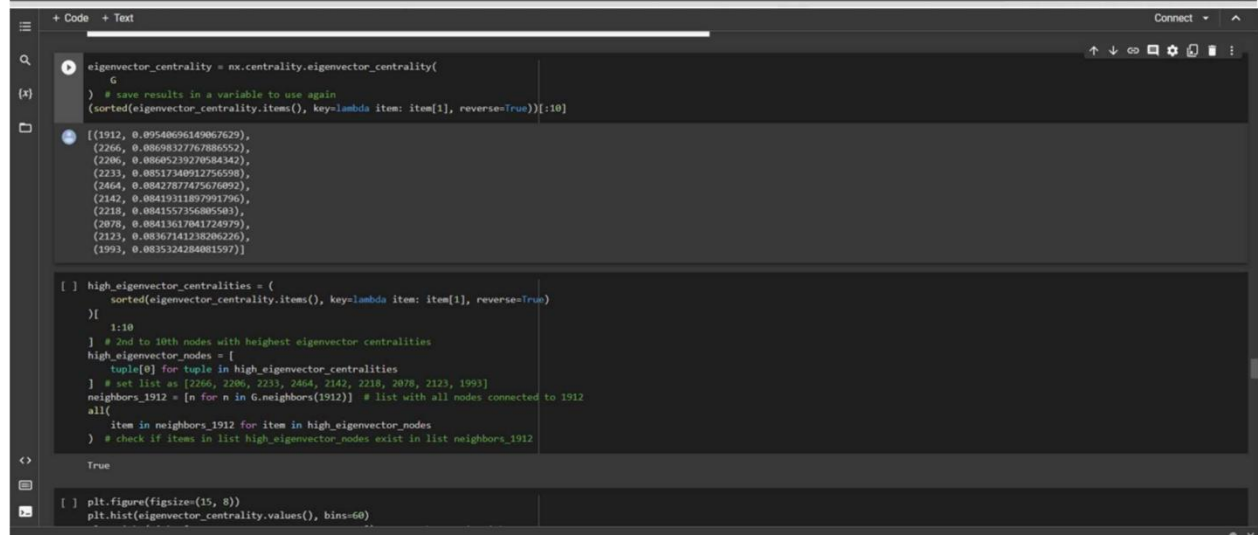 + Code + Text
Connect
eigenvector_centrality = nx.centrality.eigenvector_centrality(
G
) # save results in a variable to use again
(sorted(eigenvector_centrality.items(), key=lambda item: item[1], reverse=True))[:10]
{x}
[(1912, 0.09540696149067629),
(2266, 0.08698327767886552),
(2206, 0.08605239270584342),
(2233, 0.08517340912756598),
(2464, 0.08427877475676092),
(2142, 0.08419311897991796),
(2218, 0.0841557356805503),
(2078, 0.08413617041724979),
(2123, 0.08367141238206226),
(1993, 0.0835324284081597)]
[ ] high_eigenvector_centralities = (
sorted(eigenvector_centrality.items(), key=lambda item: item[1], reverse=True)
)[
1:10
] # 2nd to 10th nodes with heighest eigenvector centralities
high_eigenvector_nodes = [
tuple[0] for tuple in high_eigenvector_centralities
] # set list as [2266, 2206, 2233, 2464, 2142, 2218, 2078, 2123, 1993]
neighbors_1912 = [n for n in G.neighbors(1912)] # list with all nodes connected to 1912
all(
item in neighbors_1912 for item in high_eigenvector_nodes
) # check if items in list high_eigenvector_nodes exist in list neighbors_1912
True
[ ] plt.figure(figsize=(15, 8))
plt.hist(eigenvector_centrality.values(), bins=60)